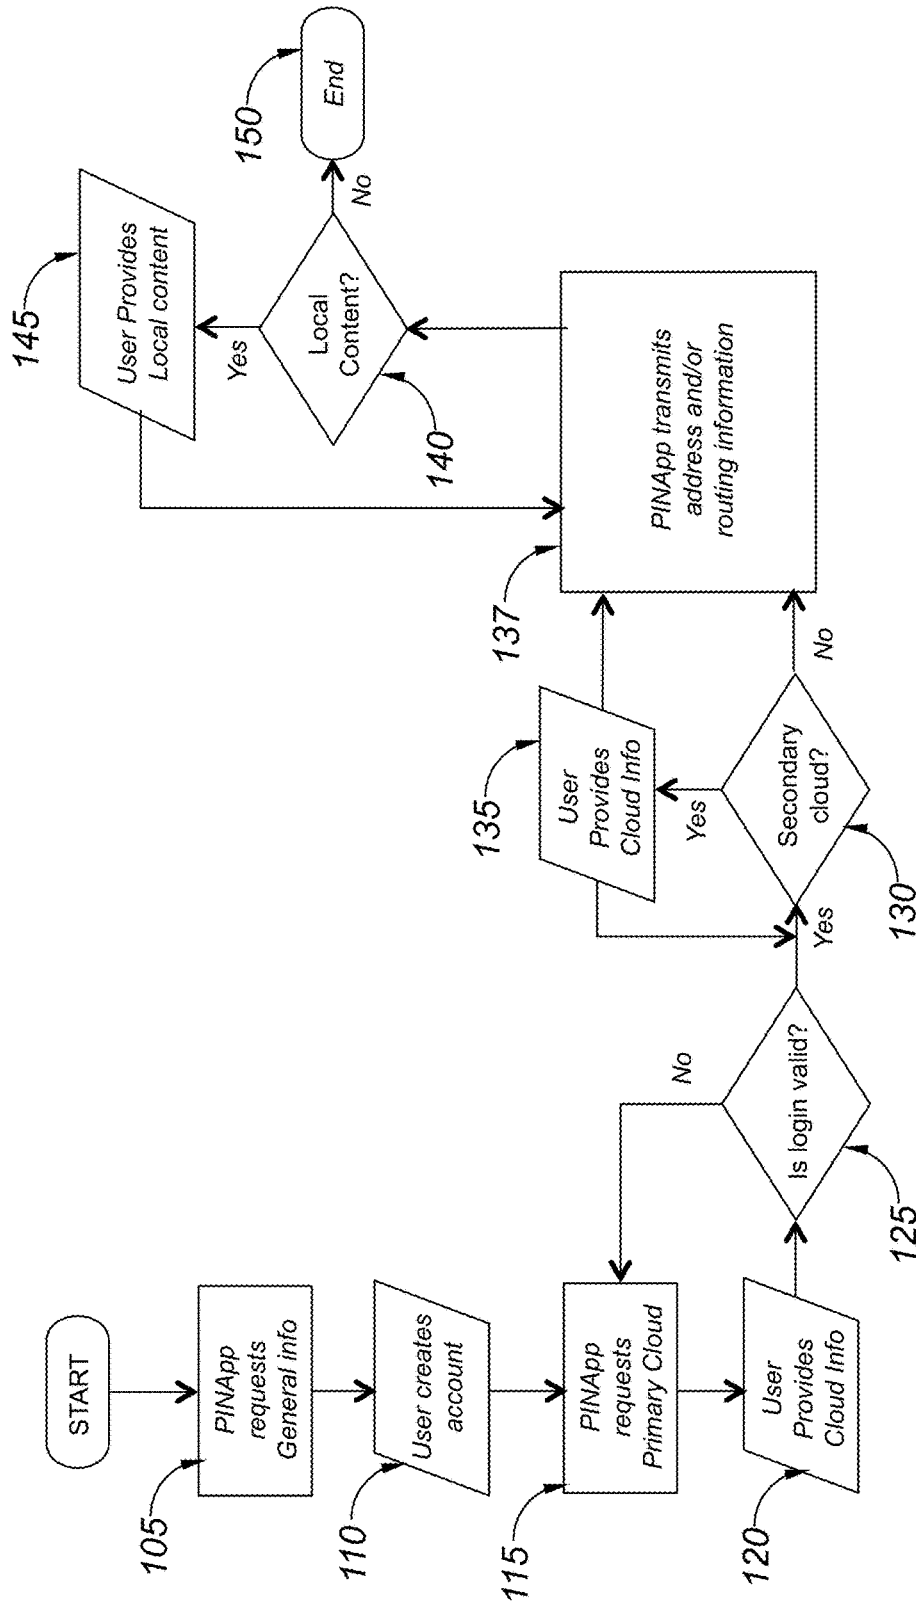 START
105
PINApp
requests
General info
110
User creates
account
115
PINApp
requests
Primary Cloud
120
User
Provides
Cloud Info
125
Is login valid?
No
Yes
130
Secondary
cloud?
Yes
No
135
User
Provides
Cloud Info
137
PINApp transmits
address and/or
routing information
140
Local
Content?
Yes
No
145
User Provides
Local content
150
End